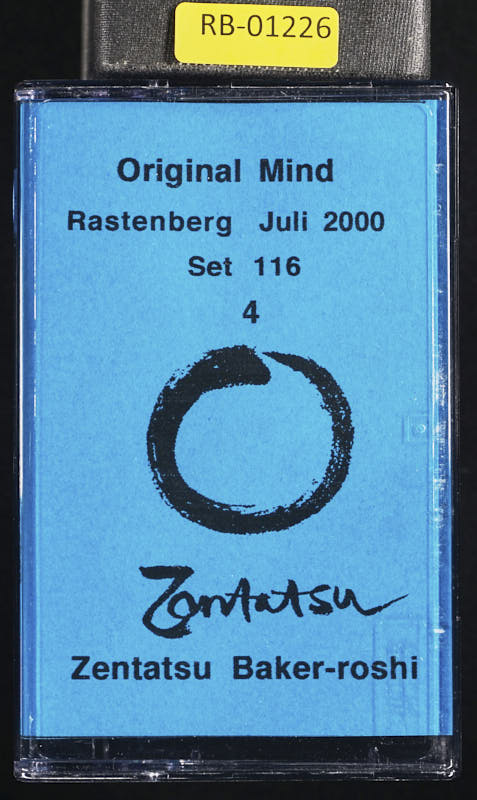 RB-01226
Original Mind
Rastenberg Juli 2000
Set 116
4
Zentatsu
Zentatsu Baker-roshi